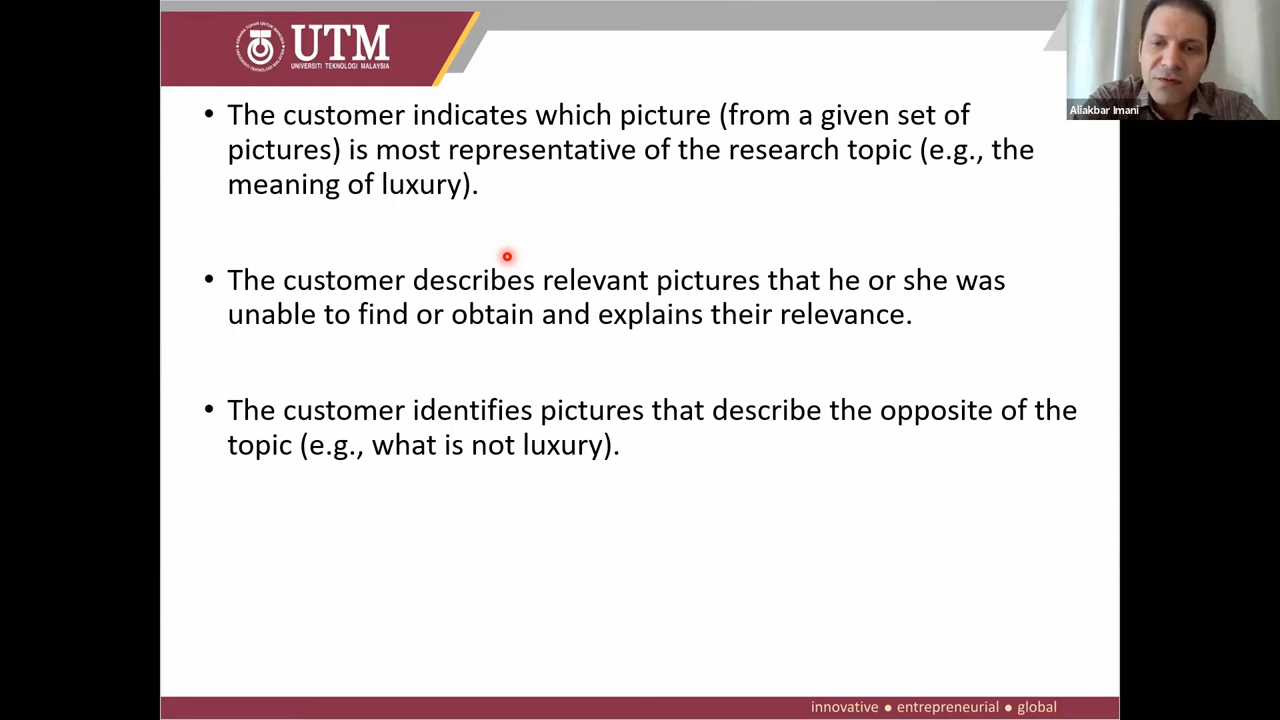 UTM
UNIVERSITI TEKNOLOGI MALAYSIA
Aliakbar Imani
• The customer indicates which picture (from a given set of
pictures) is most representative of the research topic (e.g., the
meaning of luxury).
• The customer describes relevant pictures that he or she was
unable to find or obtain and explains their relevance.
• The customer identifies pictures that describe the opposite of the
topic (e.g., what is not luxury).
innovative ● entrepreneurial ● global